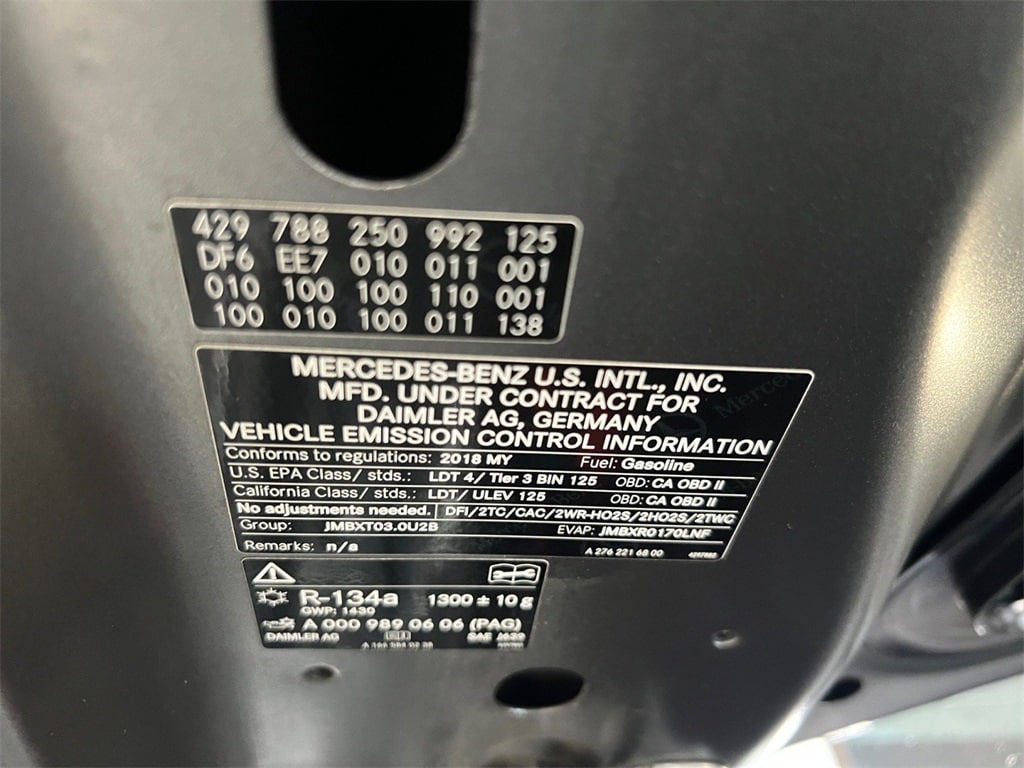 429 788 250 992 125
DF6 EE7 010 011 001
010 100 100 110 001
100 010 100 011 138
MERCEDES-BENZ U.S. INTL., INC.
MFD. UNDER CONTRACT FOR
DAIMLER AG, GERMANY
VEHICLE EMISSION CONTROL INFORMATION
Conforms to regulations: 2018 MY Fuel: Gasoline
U.S. EPA Class/ stds.: LDT 4/ Tier 3 BIN 125 OBD: CA OBD II
California Class/ stds.: LDT/ ULEV 125 OBD: CA OBD II
No adjustments needed. DFI/2TC/CAC/2WR-HO2S/2HO2S/2TWC
Group: JMBXT03.0U2B EVAP: JMBXR0170LNF
Remarks: n/a A 276 221 68 00
R-134a 1300 ± 10 g
GWP: 1430
A 000 989 06 06 (PAG)
DAIMLER AG SAE J639